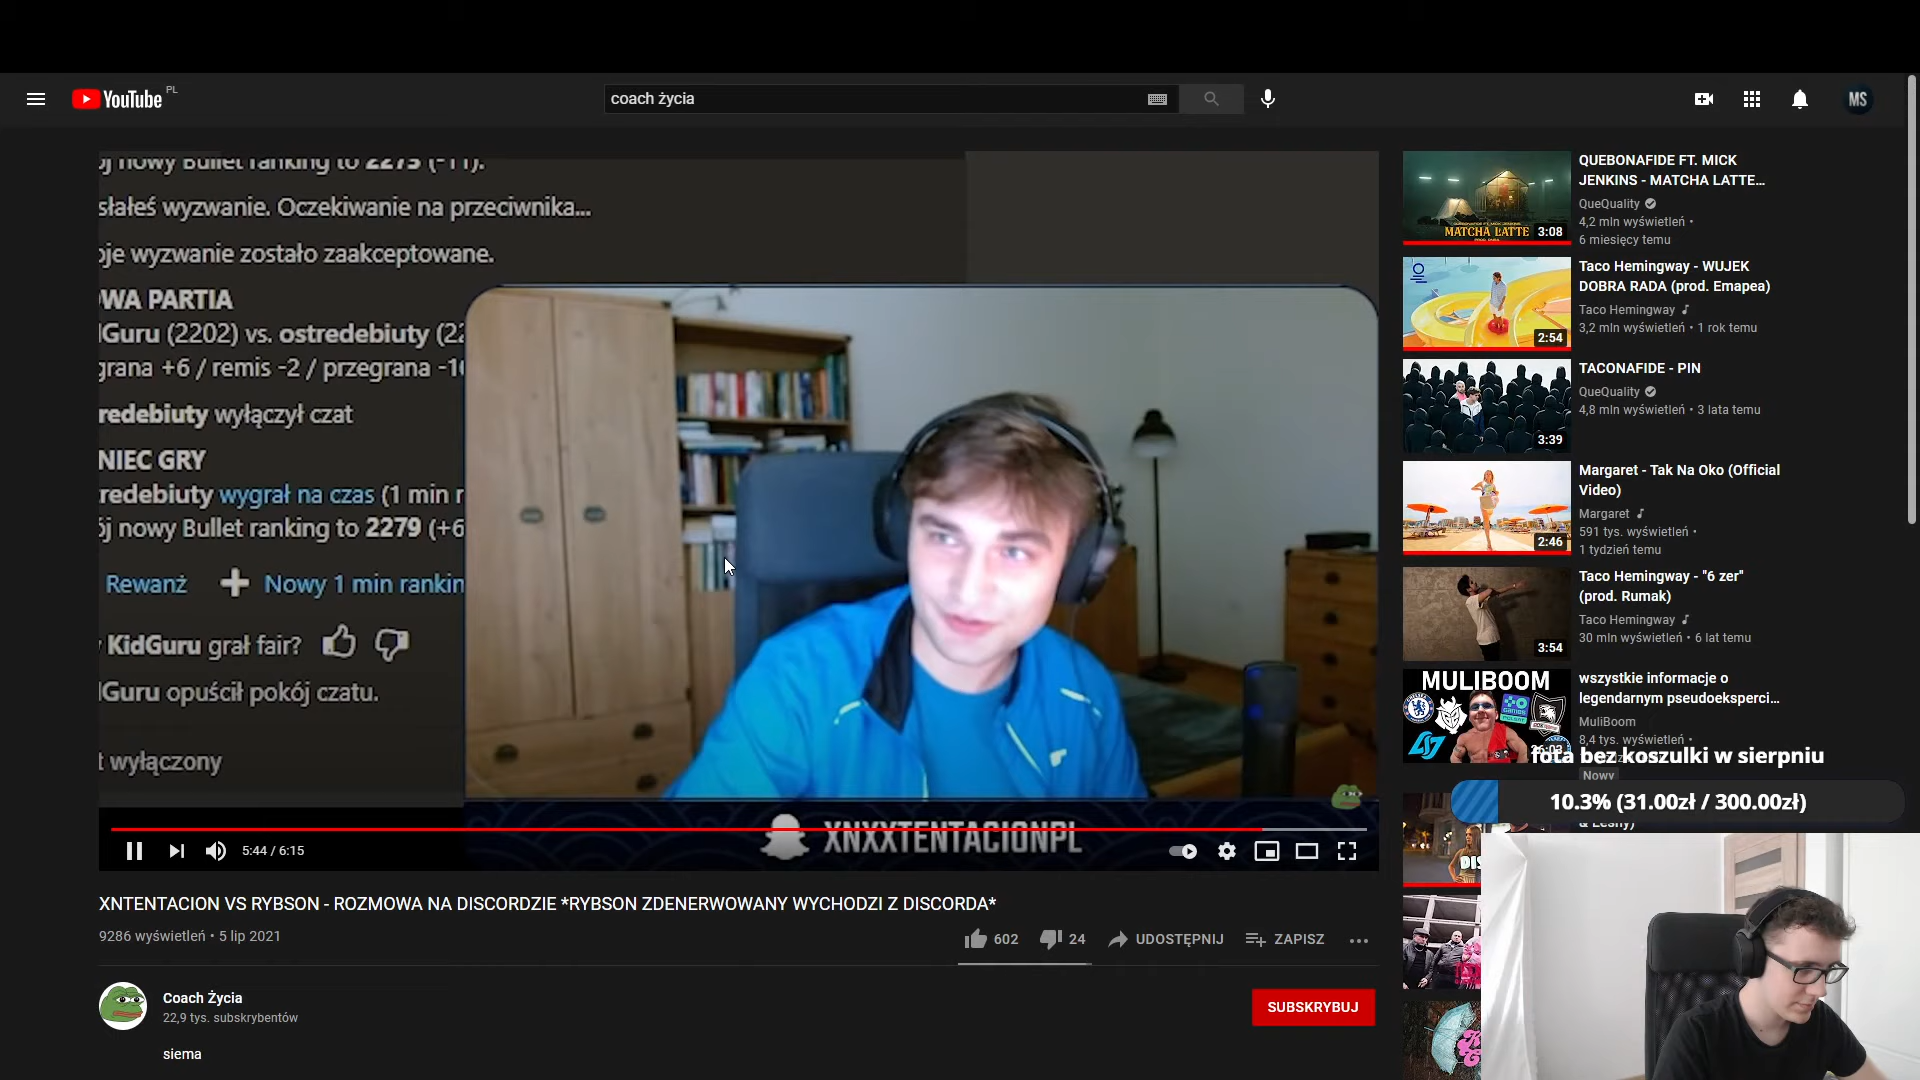 YouTube PL
coach życia
MS
j nowy Bullet ranking to 2273 (-11).
słałeś wyzwanie. Oczekiwanie na przeciwnika...
oje wyzwanie zostało zaakceptowane.
WA PARTIA
dGuru (2202) vs. ostredebiuty (22
grana +6 / remis -2 / przegrana -10
redebiuty wyłączył czat
NIEC GRY
redebiuty wygrał na czas (1 min r
ój nowy Bullet ranking to 2279 (+6
Rewanż + Nowy 1 min rankin
KidGuru grał fair?
dGuru opuścił pokój czatu.
t wyłączony
XNXXTENTACIONPL
5:44 / 6:15
XNTENTACION VS RYBSON - ROZMOWA NA DISCORDZIE *RYBSON ZDENERWOWANY WYCHODZI Z DISCORDA*
9286 wyświetleń • 5 lip 2021
602 24 UDOSTĘPNIJ ZAPISZ
Coach Życia
22,9 tys. subskrybentów
SUBSKRYBUJ
siema
MATCHA LATTE 3:08
QUEBONAFIDE FT. MICK
JENKINS - MATCHA LATTE...
QueQuality
4,2 mln wyświetleń •
6 miesięcy temu
2:54
Taco Hemingway - WUJEK
DOBRA RADA (prod. Emapea)
Taco Hemingway
3,2 mln wyświetleń • 1 rok temu
3:39
TACONAFIDE - PIN
QueQuality
4,8 mln wyświetleń • 3 lata temu
2:46
Margaret - Tak Na Oko (Official
Video)
Margaret
591 tys. wyświetleń •
1 tydzień temu
3:54
Taco Hemingway - "6 zer"
(prod. Rumak)
Taco Hemingway
30 mln wyświetleń • 6 lat temu
MULIBOOM
26:03
wszystkie informacje o
legendarnym pseudoeksperci...
MuliBoom
8,4 tys. wyświetleń •
Nowy
fota bez koszulki w sierpniu
10.3% (31.00zł / 300.00zł)
& Leśny)